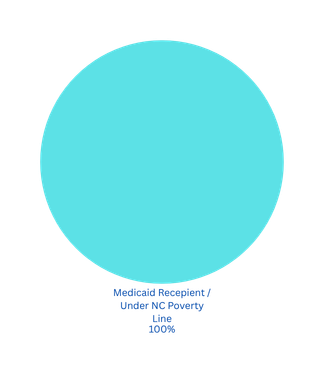 Medicaid Recepient /
Under NC Poverty
Line
100%